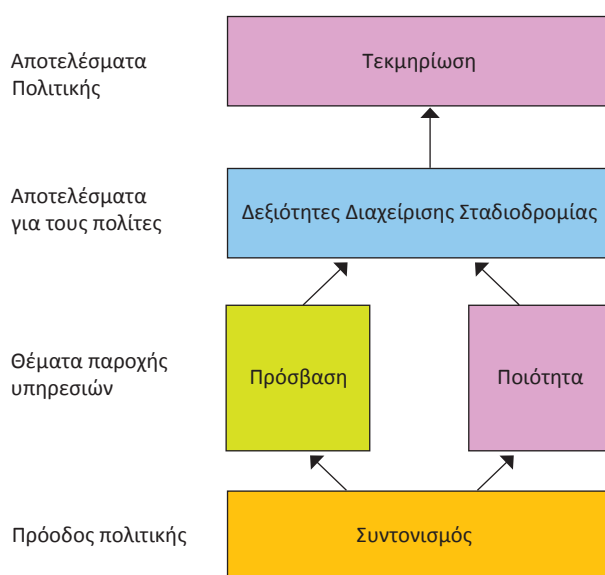 Αποτελέσματα
Πολιτικής
Τεκμηρίωση
Αποτελέσματα
για τους πολίτες
Δεξιότητες Διαχείρισης Σταδιοδρομίας
Θέματα παροχής
υπηρεσιών
Πρόσβαση
Ποιότητα
Πρόοδος πολιτικής
Συντονισμός